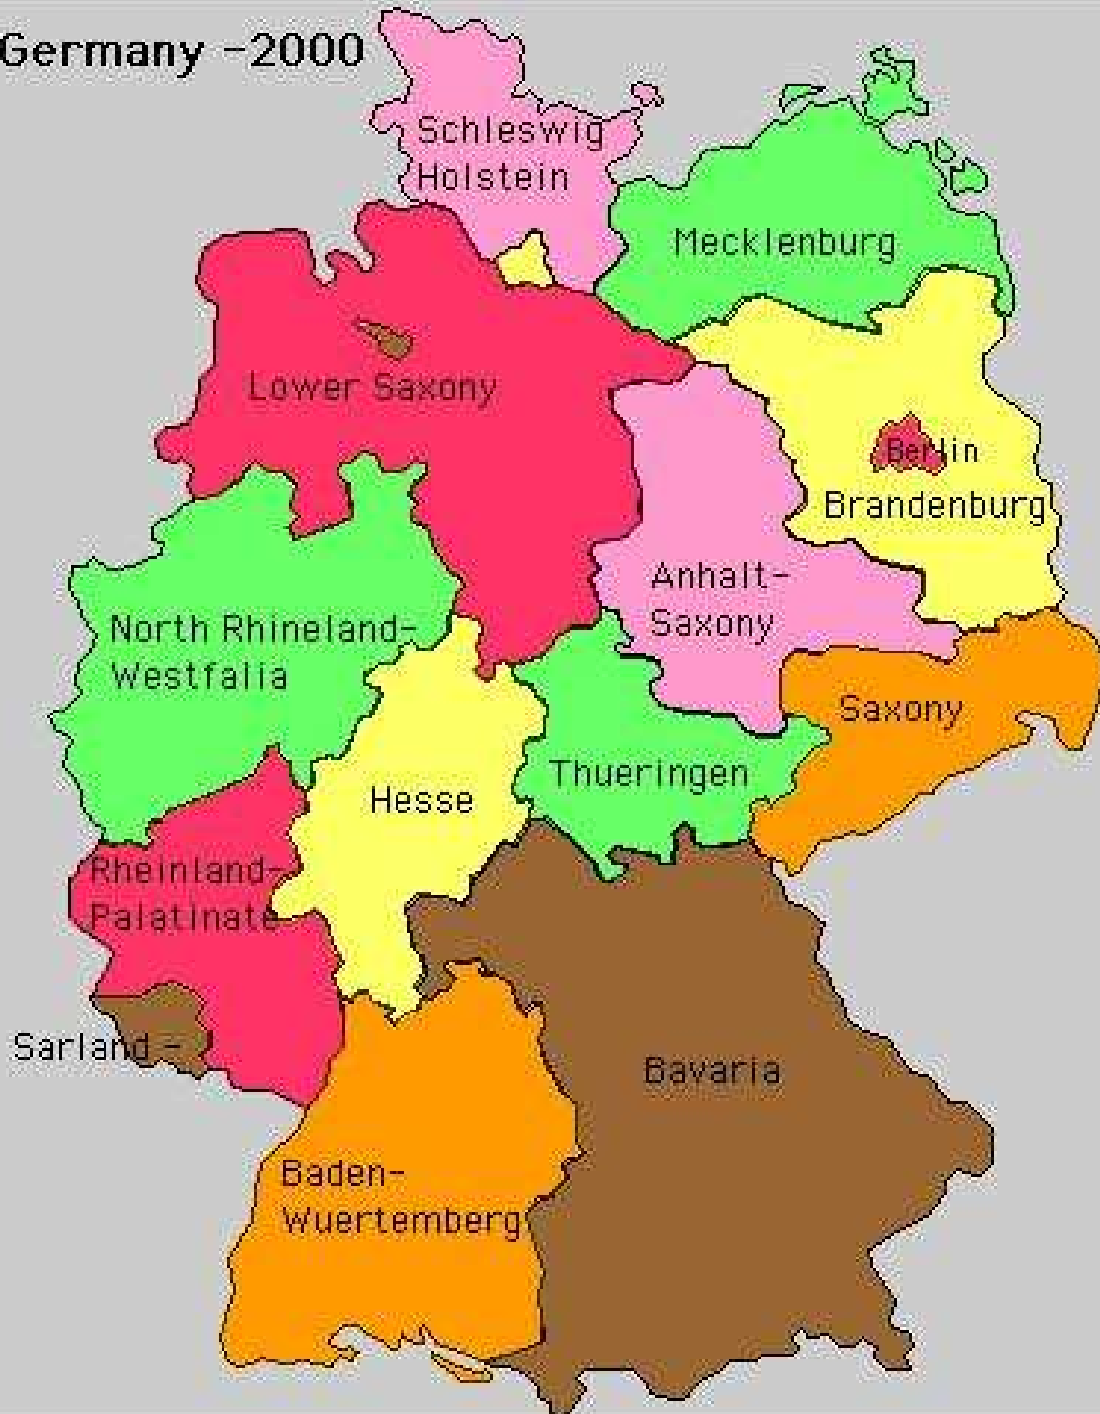 Germany -2000
Schleswig
Holstein
Mecklenburg
Lower Saxony
Berlin
Brandenburg
Anhalt-
Saxony
North Rhineland-
Westfalia
Saxony
Thueringen
Hesse
Rheinland-
Palatinate
Sarland -
Bavaria
Baden-
Wuertemberg